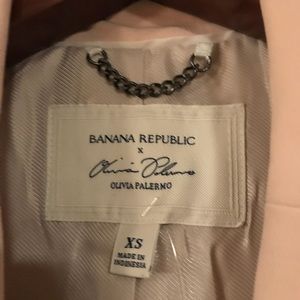 BANANA REPUBLIC
x
Olivia Palermo
OLIVIA PALERMO
XS
MADE IN
INDONESIA